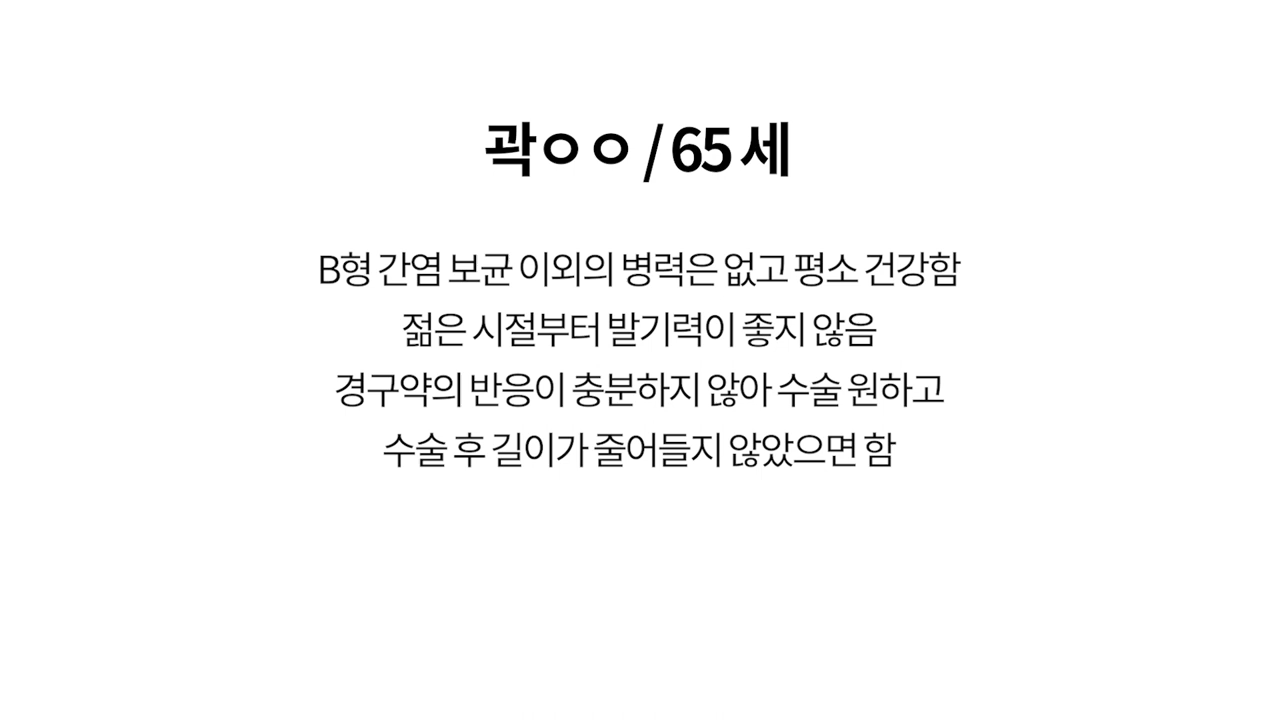 곽ㅇㅇ / 65세
B형 간염 보균 이외의 병력은 없고 평소 건강함
젊은 시절부터 발기력이 좋지 않음
경구약의 반응이 충분하지 않아 수술 원하고
수술 후 길이가 줄어들지 않았으면 함